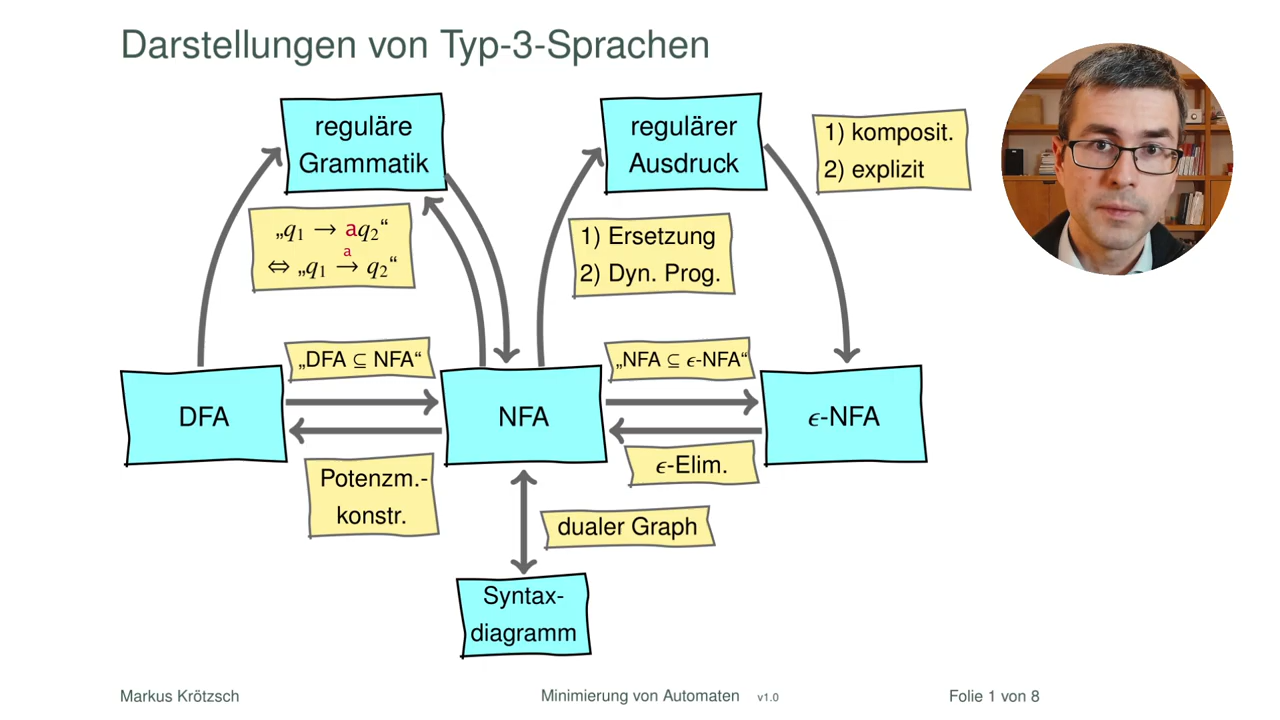 Darstellungen von Typ-3-Sprachen
reguläre
Grammatik
regulärer
Ausdruck
1) komposit.
2) explizit
„q₁ → aq₂“
⇔ „q₁ →ᵃ q₂“
1) Ersetzung
2) Dyn. Prog.
„DFA ⊆ NFA“
„NFA ⊆ ϵ-NFA“
DFA
NFA
ϵ-NFA
Potenzm.-
konstr.
ϵ-Elim.
dualer Graph
Syntax-
diagramm
Markus Krötzsch
Minimierung von Automaten v1.0
Folie 1 von 8